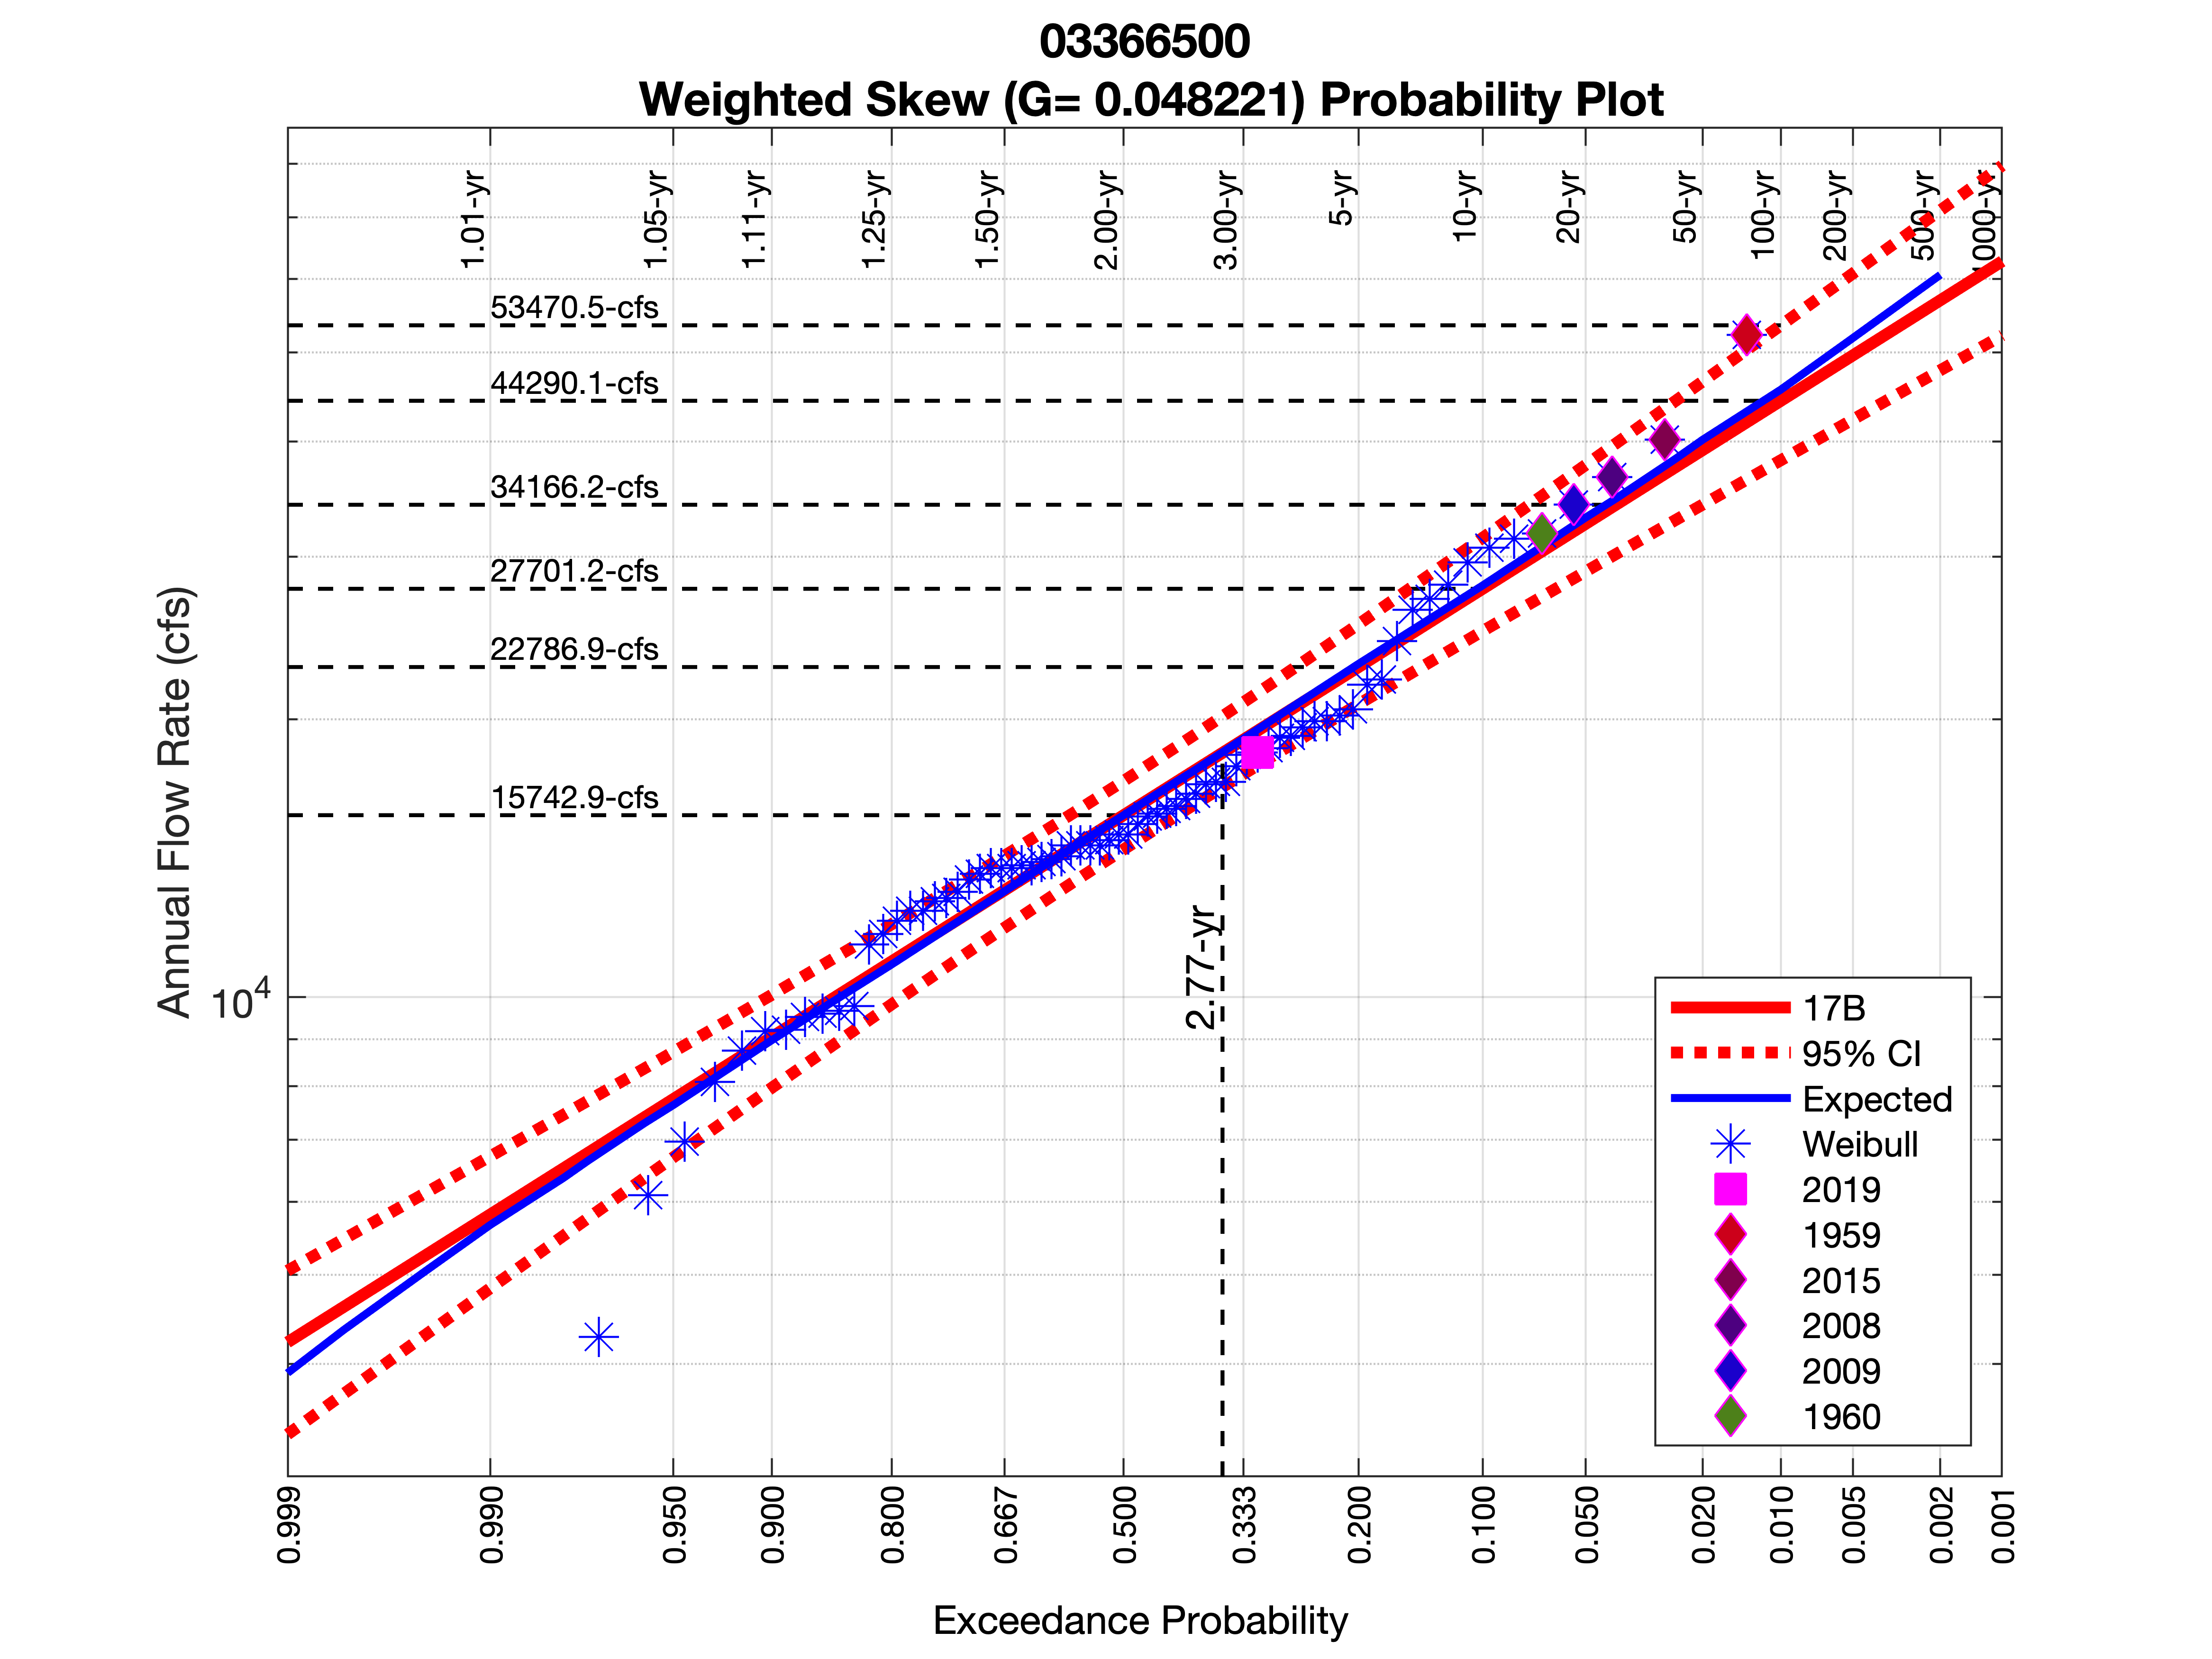 03366500
Weighted Skew (G= 0.048221) Probability Plot
1.01-yr
1.05-yr
1.11-yr
1.25-yr
1.50-yr
2.00-yr
3.00-yr
5-yr
10-yr
20-yr
50-yr
100-yr
200-yr
500-yr
1000-yr
53470.5-cfs
44290.1-cfs
34166.2-cfs
27701.2-cfs
22786.9-cfs
15742.9-cfs
Annual Flow Rate (cfs)
10⁴
2.777-yr
17B
95% CI
Expected
Weibull
2019
1959
2015
2008
2009
1960
0.999
0.990
0.950
0.900
0.800
0.667
0.500
0.333
0.200
0.100
0.050
0.020
0.010
0.005
0.002
0.001
Exceedance Probability